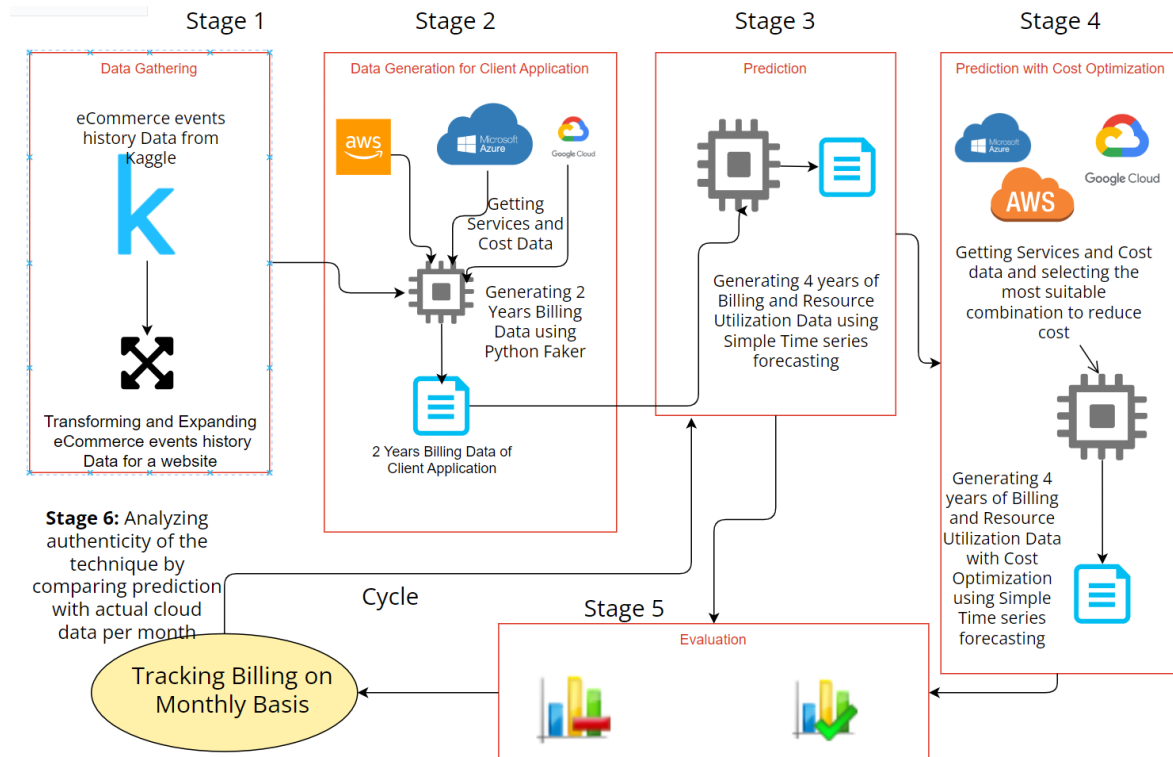 Stage 1
Stage 2
Stage 3
Stage 4
Data Gathering
eCommerce events
history Data from
Kaggle
k
Transforming and Expanding
eCommerce events history
Data for a website
Data Generation for Client Application
aws
Microsoft
Azure
Google Cloud
Getting
Services and
Cost Data
Generating 2
Years Billing
Data using
Python Faker
2 Years Billing Data of
Client Application
Prediction
Generating 4 years of
Billing and Resource
Utilization Data using
Simple Time series
forecasting
Prediction with Cost Optimization
Microsoft
Azure
AWS
Google Cloud
Getting Services and Cost
data and selecting the
most suitable
combination to reduce
cost
Generating 4
years of Billing
and Resource
Utilization Data
with Cost
Optimization
using Simple
Time series
forecasting
Stage 6: Analyzing
authenticity of the
technique by
comparing prediction
with actual cloud
data per month
Cycle
Stage 5
Evaluation
Tracking Billing on
Monthly Basis